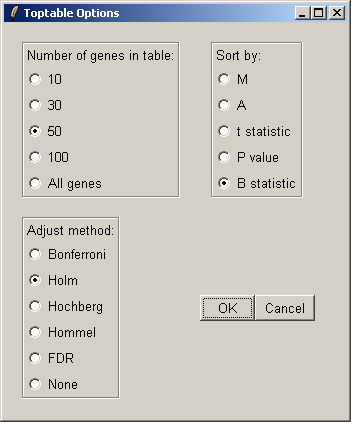 Toptable Options
Number of genes in table:
10
30
50
100
All genes
Sort by:
M
A
t statistic
P value
B statistic
Adjust method:
Bonferroni
Holm
Hochberg
Hommel
FDR
None
OK
Cancel